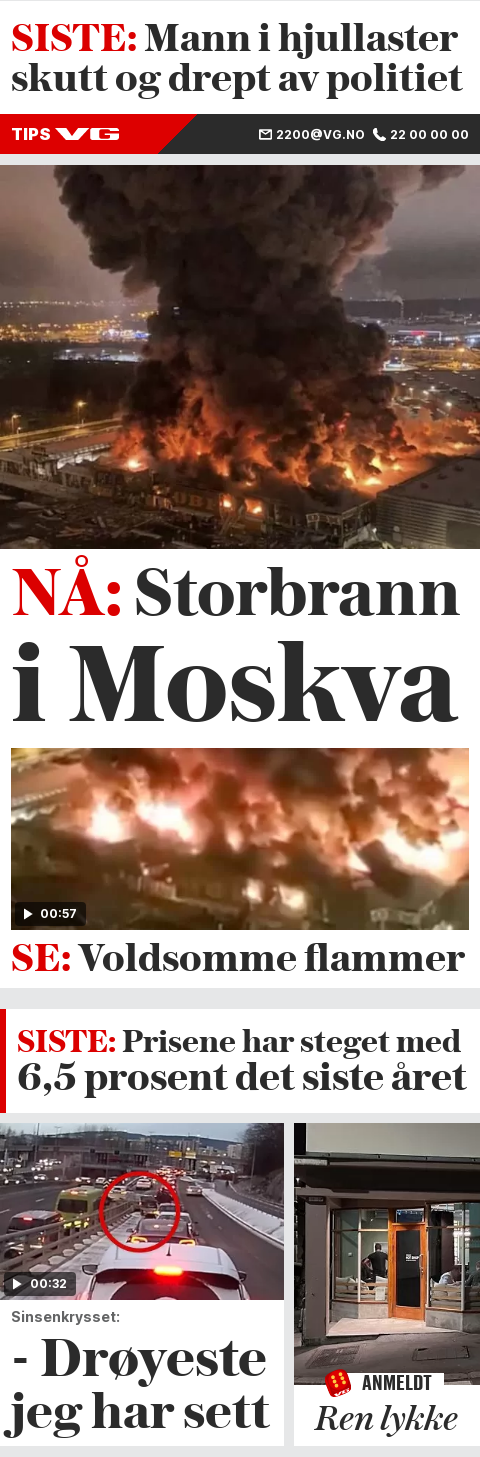 SISTE: Mann i hjullaster
skutt og drept av politiet
TIPS VG
2200@VG.NO 22 00 00 00
NÅ: Storbrann
i Moskva
00:57
SE: Voldsomme flammer
SISTE: Prisene har steget med
6,5 prosent det siste året
00:32
Sinsenkrysset:
- Drøyeste
jeg har sett
VG
ANMELDT
Ren lykke